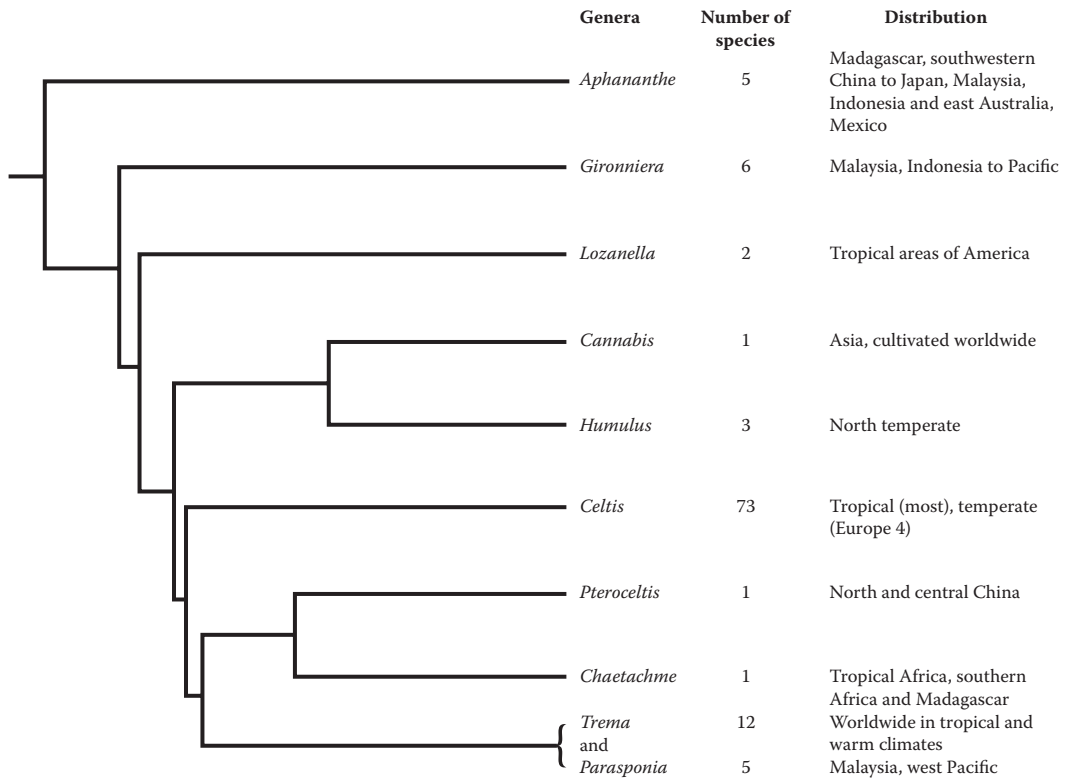 Genera Number of species Distribution
Aphananthe 5 Madagascar, southwestern
China to Japan, Malaysia,
Indonesia and east Australia,
Mexico
Gironniera 6 Malaysia, Indonesia to Pacific
Lozanella 2 Tropical areas of America
Cannabis 1 Asia, cultivated worldwide
Humulus 3 North temperate
Celtis 73 Tropical (most), temperate
(Europe 4)
Pteroceltis 1 North and central China
Chaetachme 1 Tropical Africa, southern
Africa and Madagascar
Trema 12 Worldwide in tropical and
and warm climates
Parasponia 5 Malaysia, west Pacific